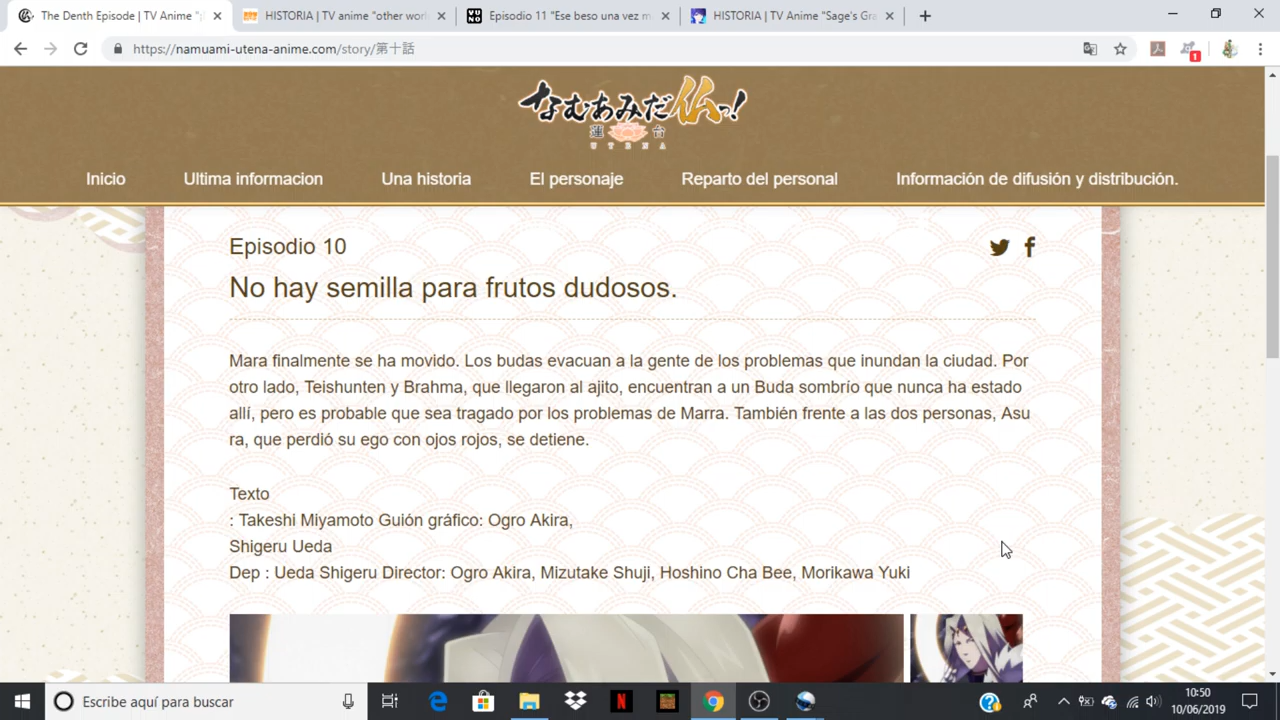 The Denth Episode | TV Anime "¡
HISTORIA | TV anime "other worl
Episodio 11 "Ese beso una vez m
HISTORIA | TV Anime "Sage's Gra
https://namuami-utena-anime.com/story/第十話
1
なむあみだ仏っ!
蓮台
UTENA
Inicio
Ultima informacion
Una historia
El personaje
Reparto del personal
Información de difusión y distribución.
Episodio 10
No hay semilla para frutos dudosos.
Mara finalmente se ha movido. Los budas evacuan a la gente de los problemas que inundan la ciudad. Por
otro lado, Teishunten y Brahma, que llegaron al ajito, encuentran a un Buda sombrío que nunca ha estado
allí, pero es probable que sea tragado por los problemas de Marra. También frente a las dos personas, Asu
ra, que perdió su ego con ojos rojos, se detiene.
Texto
: Takeshi Miyamoto Guión gráfico: Ogro Akira,
Shigeru Ueda
Dep : Ueda Shigeru Director: Ogro Akira, Mizutake Shuji, Hoshino Cha Bee, Morikawa Yuki
Escribe aquí para buscar
10:50
10/06/2019